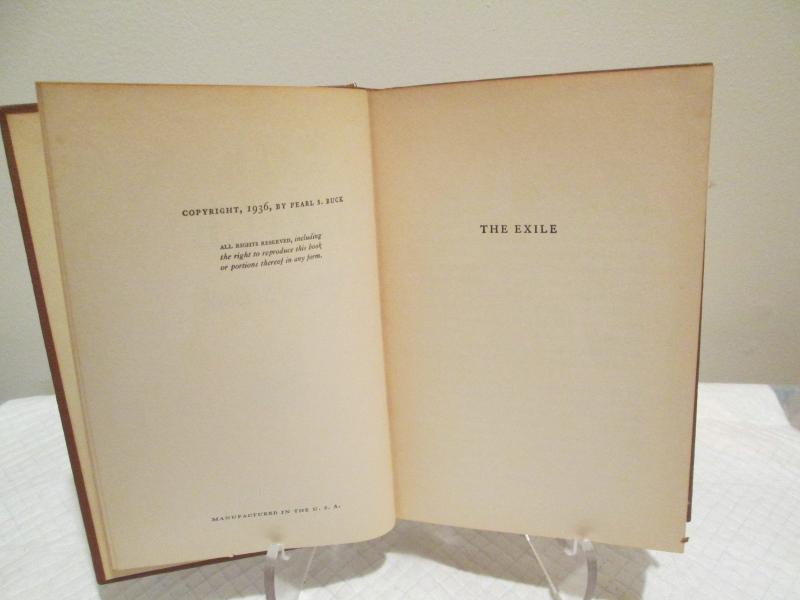 COPYRIGHT, 1936, BY PEARL S. BUCK
ALL RIGHTS RESERVED, including
the right to reproduce this book
or portions thereof in any form.
MANUFACTURED IN THE U. S. A.
THE EXILE